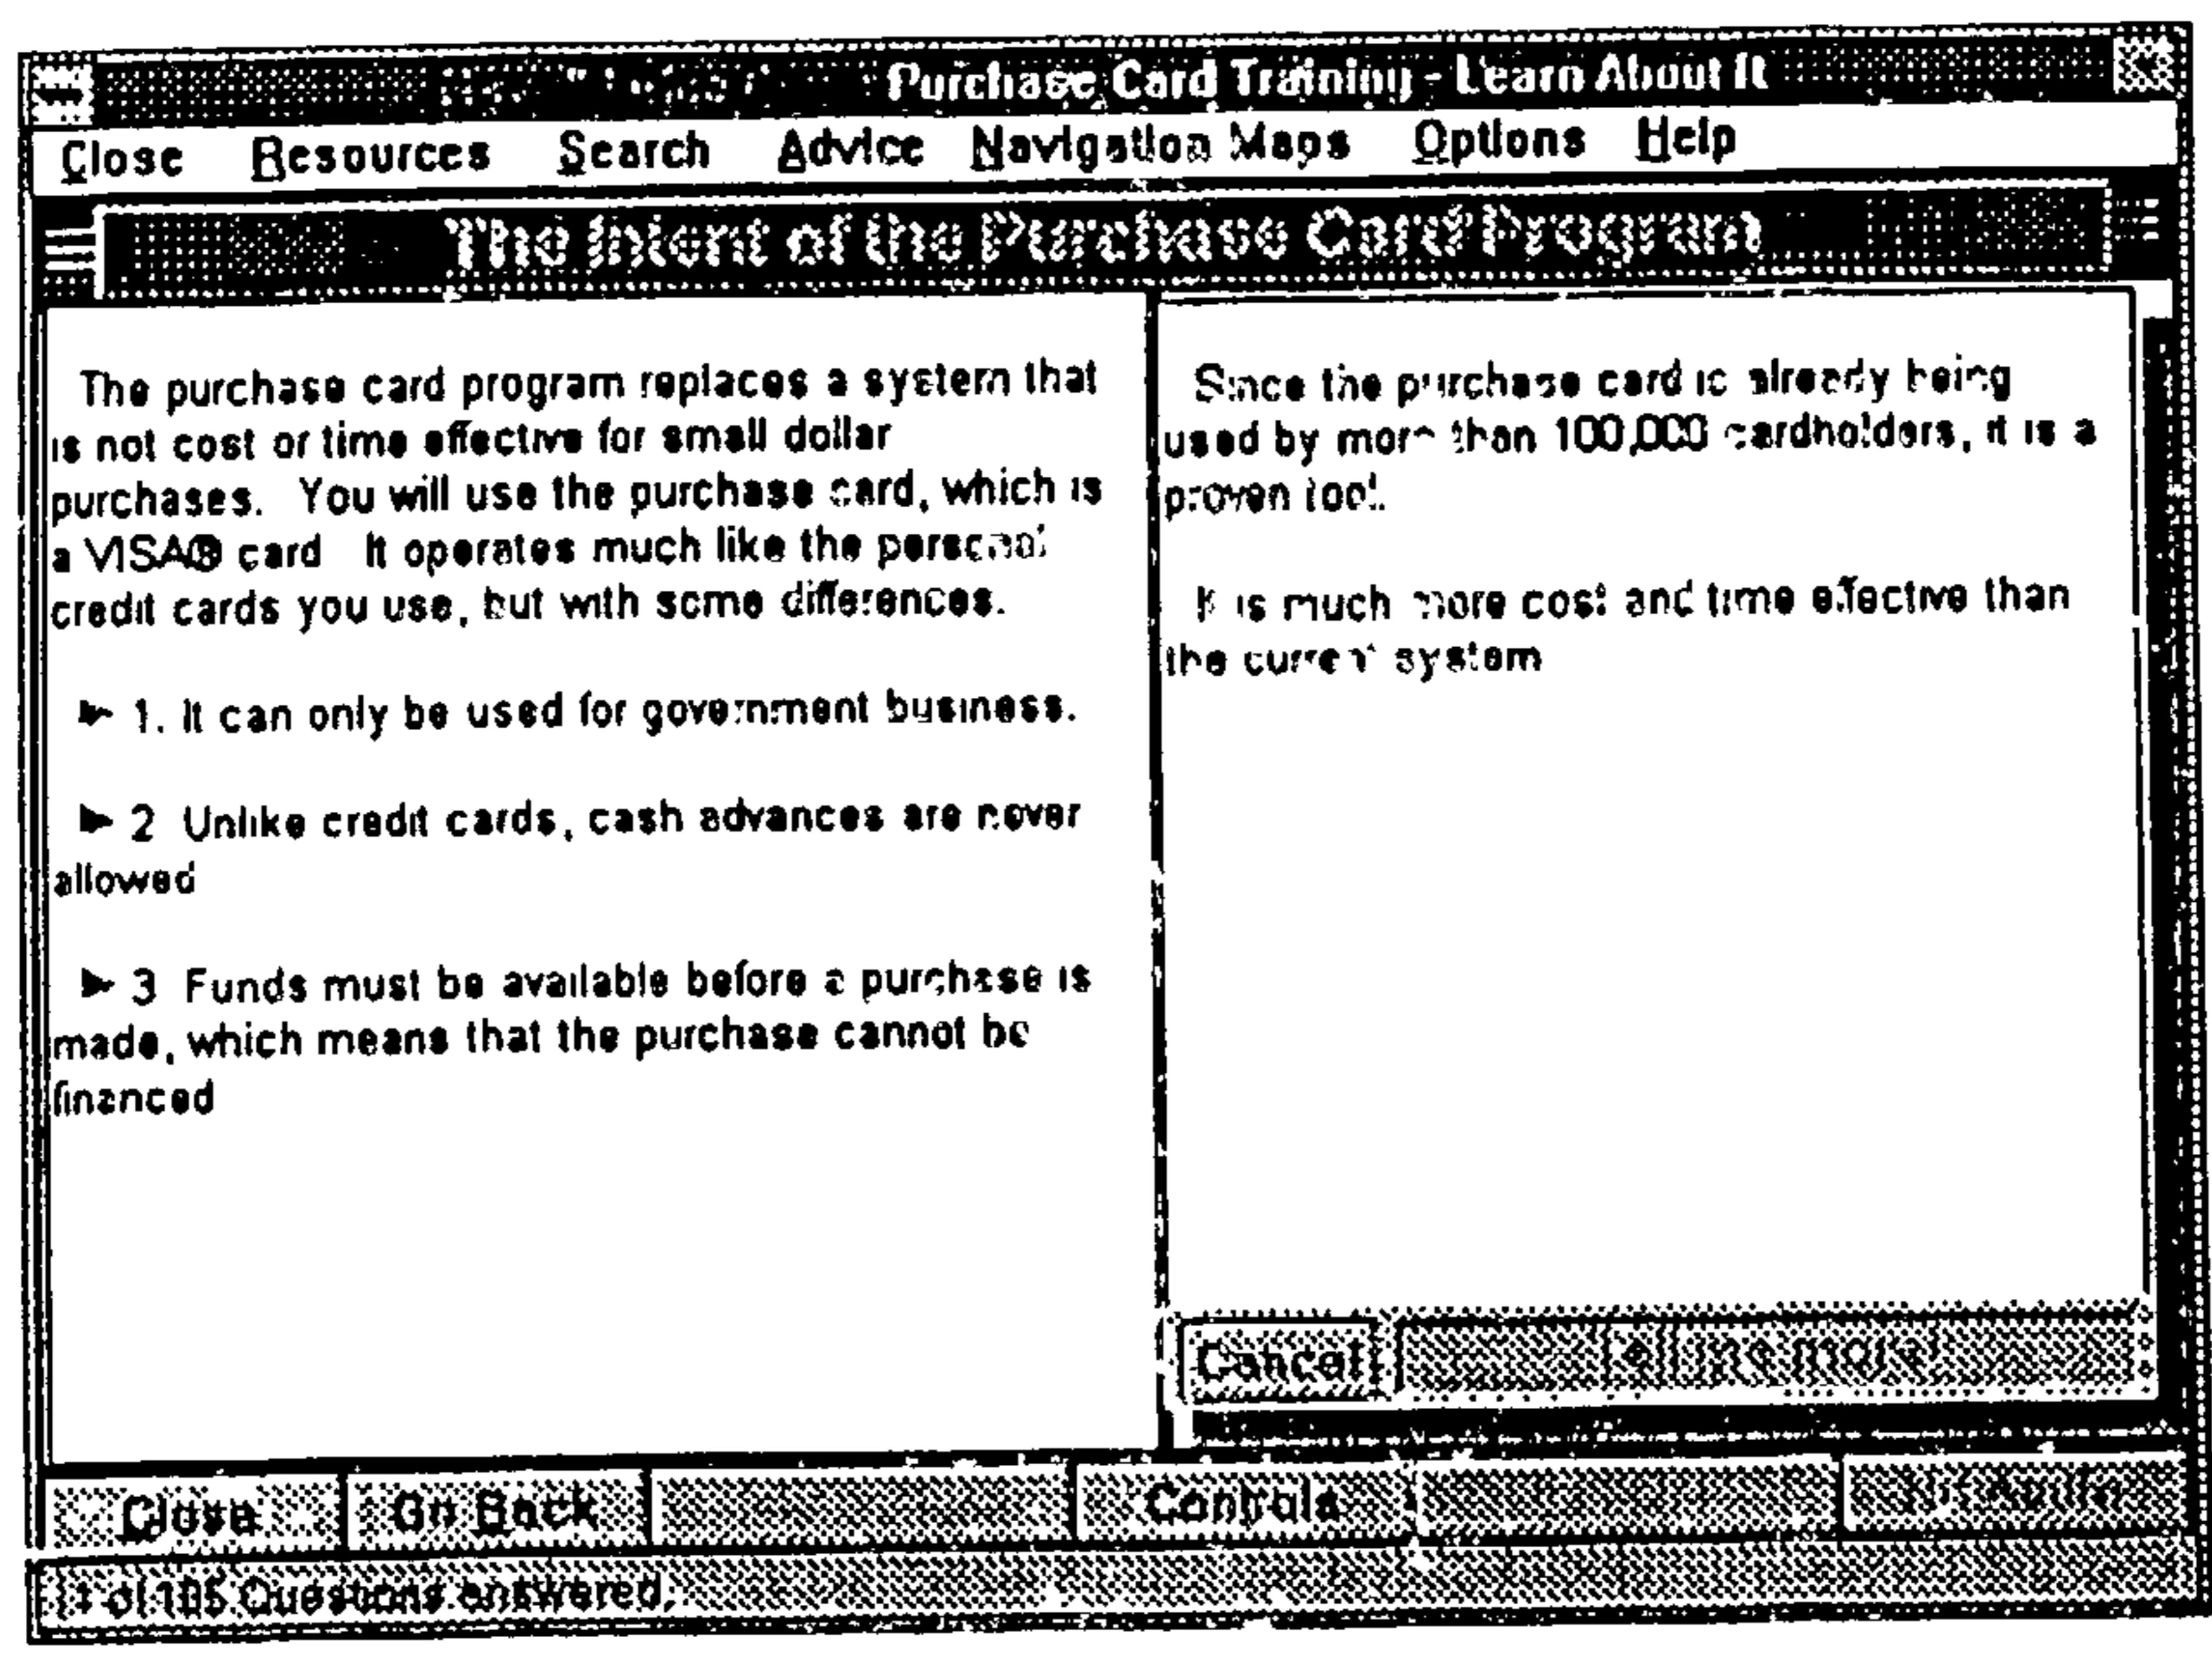 Purchase Card Training - Learn About It
Close Resources Search Advice Navigation Maps Options Help
The Intent of the Purchase Card Program
The purchase card program replaces a system that
is not cost or time effective for small dollar
purchases. You will use the purchase card, which is
a VISA® card It operates much like the personal
credit cards you use, but with some differences.
► 1. It can only be used for government business.
► 2 Unlike credit cards, cash advances are never
allowed
► 3 Funds must be available before a purchase is
made, which means that the purchase cannot be
financed
Since the purchase card is already being
used by more than 100,000 cardholders, it is a
proven tool.
It is much more cost and time effective than
the current system
Cancel
Close Go Back Controls
of 105 Questions answered.